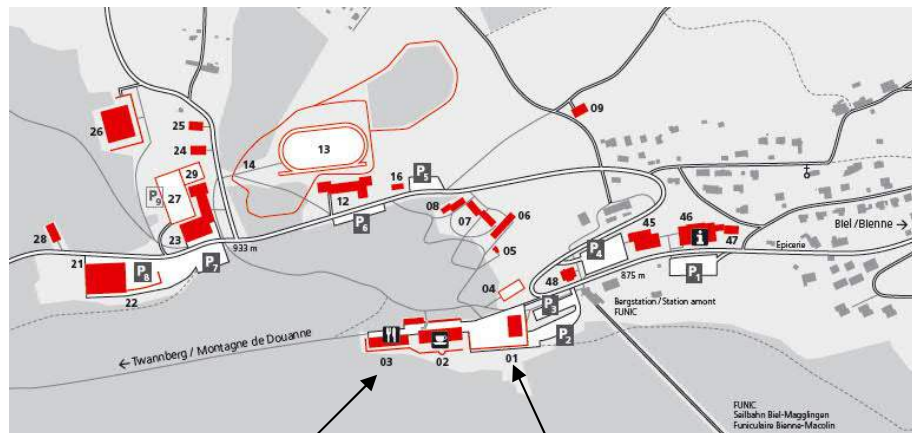 09
26
25
24
13
14
29
16
P5
P9
27
12
08
07
06
P6
28
23
933 m
05
45
46
47
Biel /Bienne →
21
P8
P7
P4
i
Epicerie
22
04
48
875 m
P1
P3
Bergstation / Station amont
FUNIC
P2
← Twannberg / Montagne de Douanne
03
02
01
FUNIC
Seilbahn Biel-Magglingen
Funiculaire Bienne-Macolin